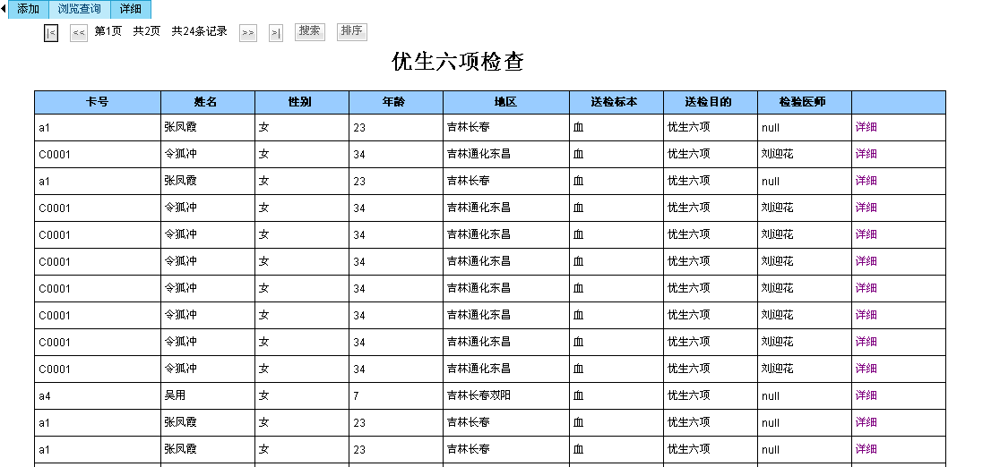 添加 浏览查询 详细
|< << 第1页 共2页 共24条记录 >> >| 搜索 排序
优生六项检查
卡号 姓名 性别 年龄 地区 送检标本 送检目的 检验医师
a1 张凤霞 女 23 吉林长春 血 优生六项 null 详细
C0001 令狐冲 女 34 吉林通化东昌 血 优生六项 刘迎花 详细
a1 张凤霞 女 23 吉林长春 血 优生六项 null 详细
C0001 令狐冲 女 34 吉林通化东昌 血 优生六项 刘迎花 详细
C0001 令狐冲 女 34 吉林通化东昌 血 优生六项 刘迎花 详细
C0001 令狐冲 女 34 吉林通化东昌 血 优生六项 刘迎花 详细
C0001 令狐冲 女 34 吉林通化东昌 血 优生六项 刘迎花 详细
C0001 令狐冲 女 34 吉林通化东昌 血 优生六项 刘迎花 详细
C0001 令狐冲 女 34 吉林通化东昌 血 优生六项 刘迎花 详细
C0001 令狐冲 女 34 吉林通化东昌 血 优生六项 刘迎花 详细
a4 吴用 女 7 吉林长春双阳 血 优生六项 null 详细
a1 张凤霞 女 23 吉林长春 血 优生六项 null 详细
a1 张凤霞 女 23 吉林长春 血 优生六项 null 详细